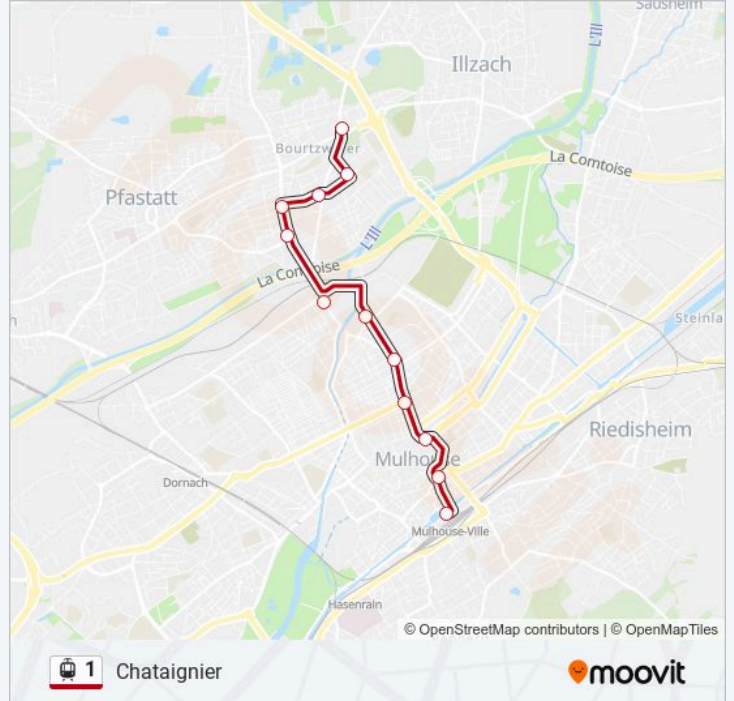 Sausheim
L'Ill
Illzach
Bourtzwiller
La Comtoise
Pfastatt
L'Ill
La Comtoise
Steinla
Riedisheim
Mulhouse
Dornach
Mulhouse-Ville
Hasenrain
© OpenStreetMap contributors | © OpenMapTiles
1 Chataignier
moovit